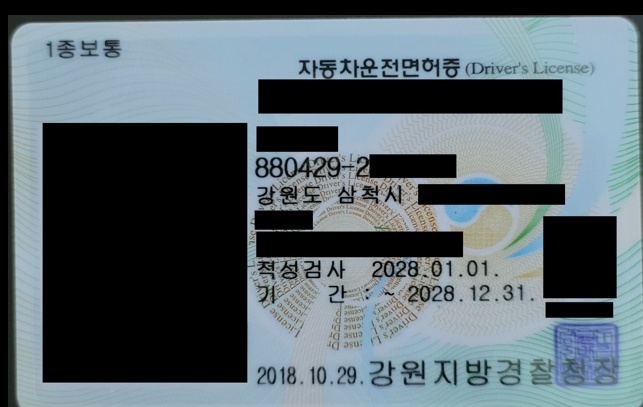 1종보통
자동차운전면허증 (Driver's License)
880429-2
강원도 삼척시
적성검사 2028.01.01.
기 간 : ~ 2028.12.31.
2018.10.29. 강원지방경찰청장